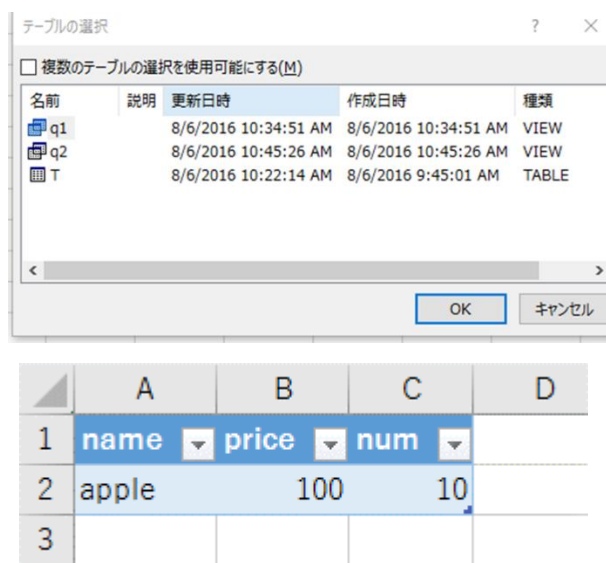 テーブルの選択 ? ×
複数のテーブルの選択を使用可能にする(M)
名前 説明 更新日時 作成日時 種類
q1 8/6/2016 10:34:51 AM 8/6/2016 10:34:51 AM VIEW
q2 8/6/2016 10:45:26 AM 8/6/2016 10:45:26 AM VIEW
T 8/6/2016 10:22:14 AM 8/6/2016 9:45:01 AM TABLE
OK キャンセル
A B C D
1 name price num
2 apple 100 10
3